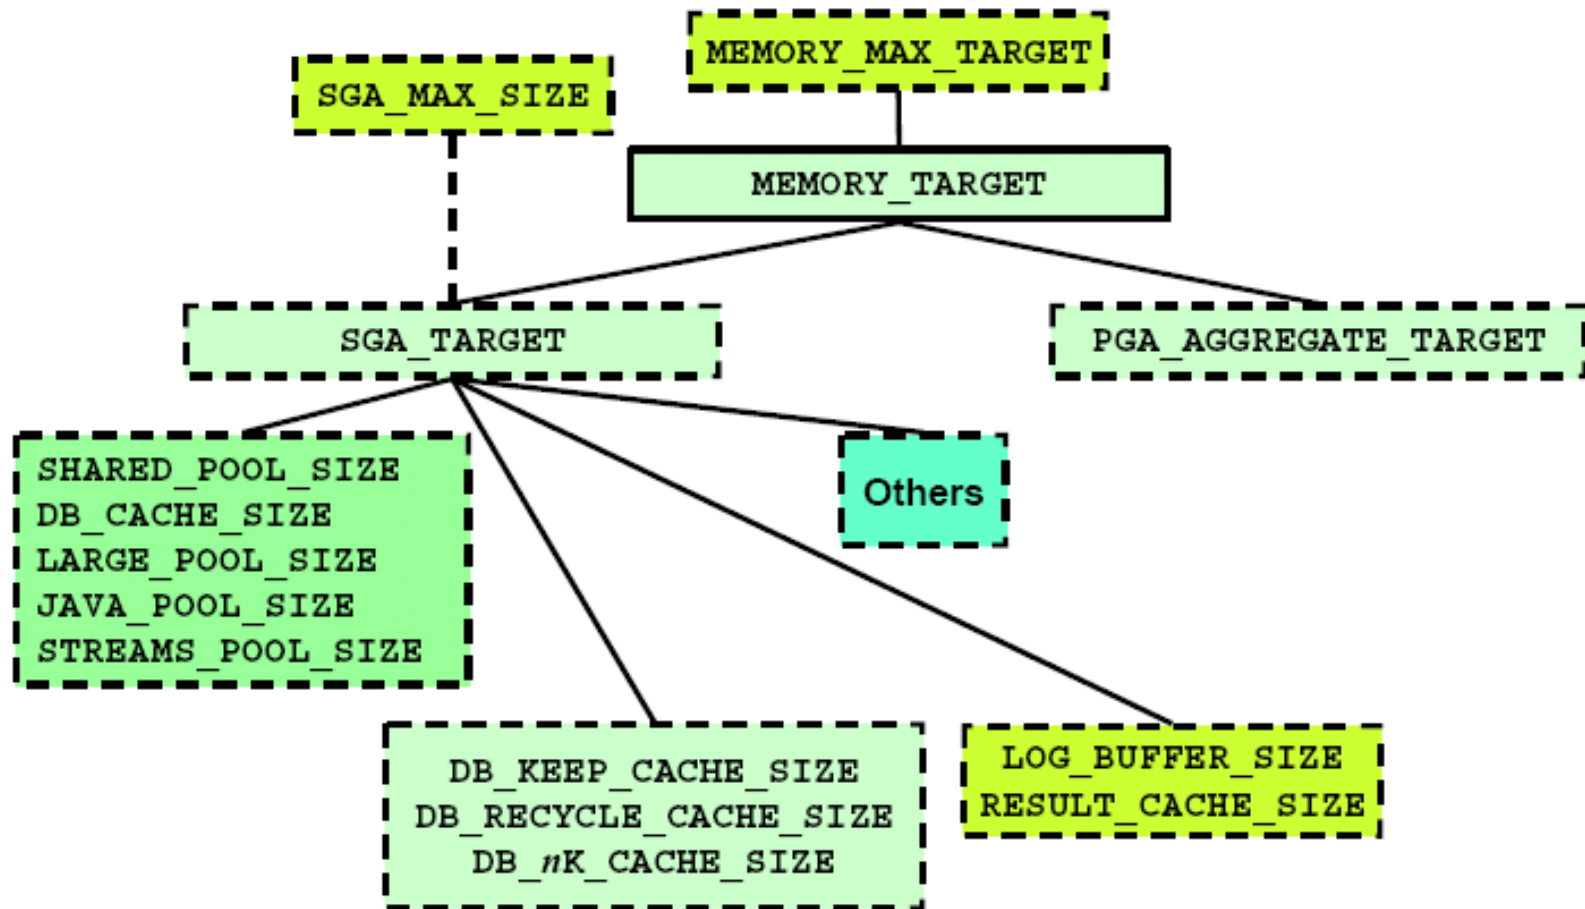 MEMORY_MAX_TARGET
SGA_MAX_SIZE
MEMORY_TARGET
SGA_TARGET
PGA_AGGREGATE_TARGET
SHARED_POOL_SIZE
DB_CACHE_SIZE
LARGE_POOL_SIZE
JAVA_POOL_SIZE
STREAMS_POOL_SIZE
Others
DB_KEEP_CACHE_SIZE
DB_RECYCLE_CACHE_SIZE
DB_nK_CACHE_SIZE
LOG_BUFFER_SIZE
RESULT_CACHE_SIZE